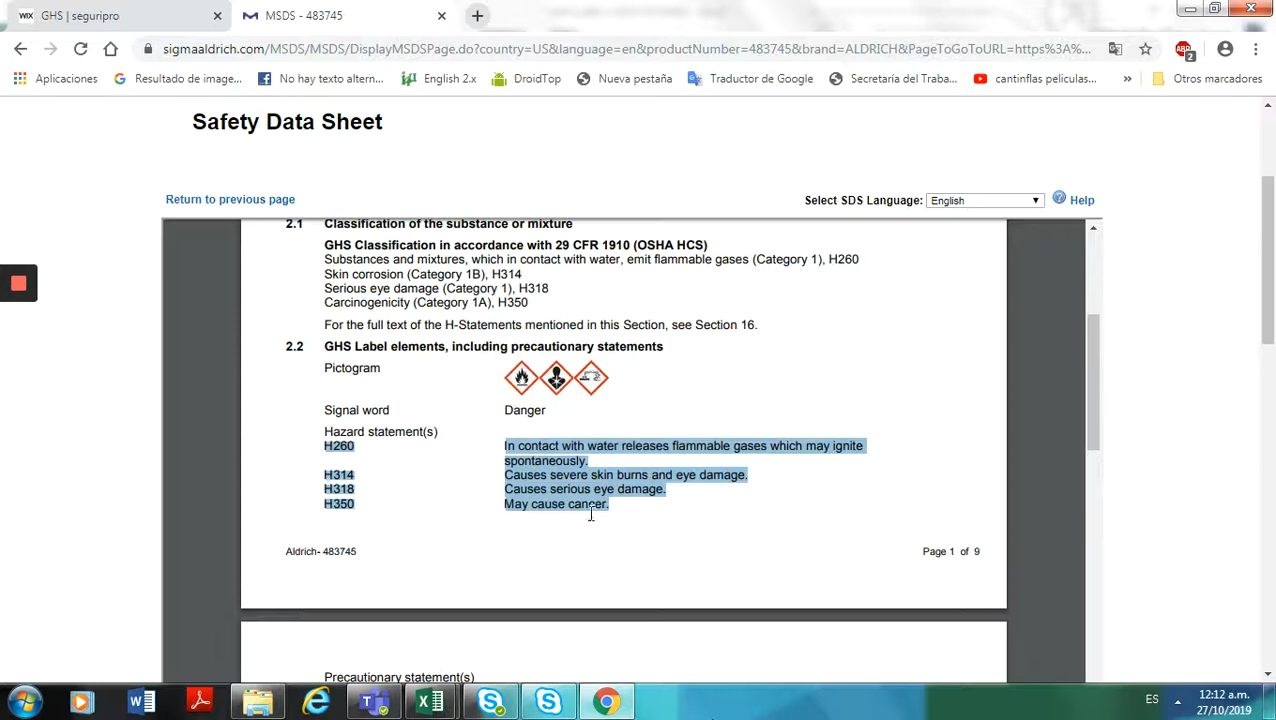 WIX GHS | seguripro
MSDS - 483745
sigmaaldrich.com/MSDS/MSDS/DisplayMSDSPage.do?country=US&language=en&productNumber=483745&brand=ALDRICH&PageToGoToURL=https%3A%...
ABP 2
Aplicaciones
Resultado de image...
No hay texto altern...
English 2.x
DroidTop
Nueva pestaña
Traductor de Google
Secretaría del Traba...
cantinflas peliculas...
»
Otros marcadores
Safety Data Sheet
Return to previous page
Select SDS Language: English Help
2.1 Classification of the substance or mixture
GHS Classification in accordance with 29 CFR 1910 (OSHA HCS)
Substances and mixtures, which in contact with water, emit flammable gases (Category 1), H260
Skin corrosion (Category 1B), H314
Serious eye damage (Category 1), H318
Carcinogenicity (Category 1A), H350
For the full text of the H-Statements mentioned in this Section, see Section 16.
2.2 GHS Label elements, including precautionary statements
Pictogram
Signal word Danger
Hazard statement(s)
H260 In contact with water releases flammable gases which may ignite
spontaneously.
H314 Causes severe skin burns and eye damage.
H318 Causes serious eye damage.
H350 May cause cancer.
Aldrich- 483745 Page 1 of 9
Precautionary statement(s)
ES
12:12 a.m.
27/10/2019